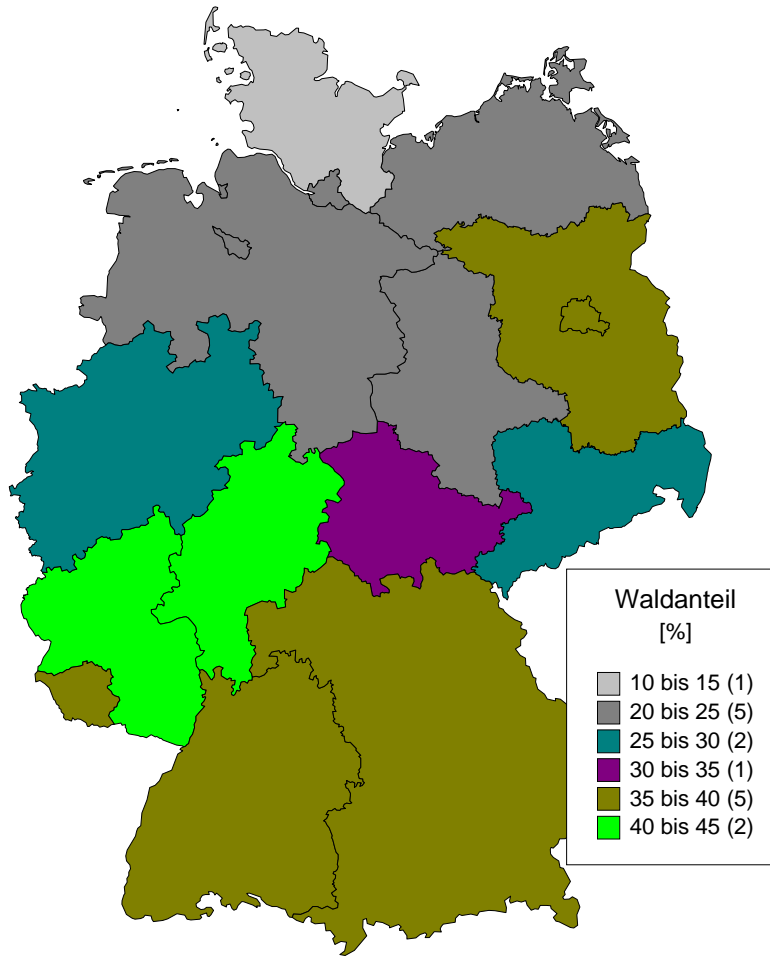 Waldanteil
[%]
10 bis 15 (1)
20 bis 25 (5)
25 bis 30 (2)
30 bis 35 (1)
35 bis 40 (5)
40 bis 45 (2)